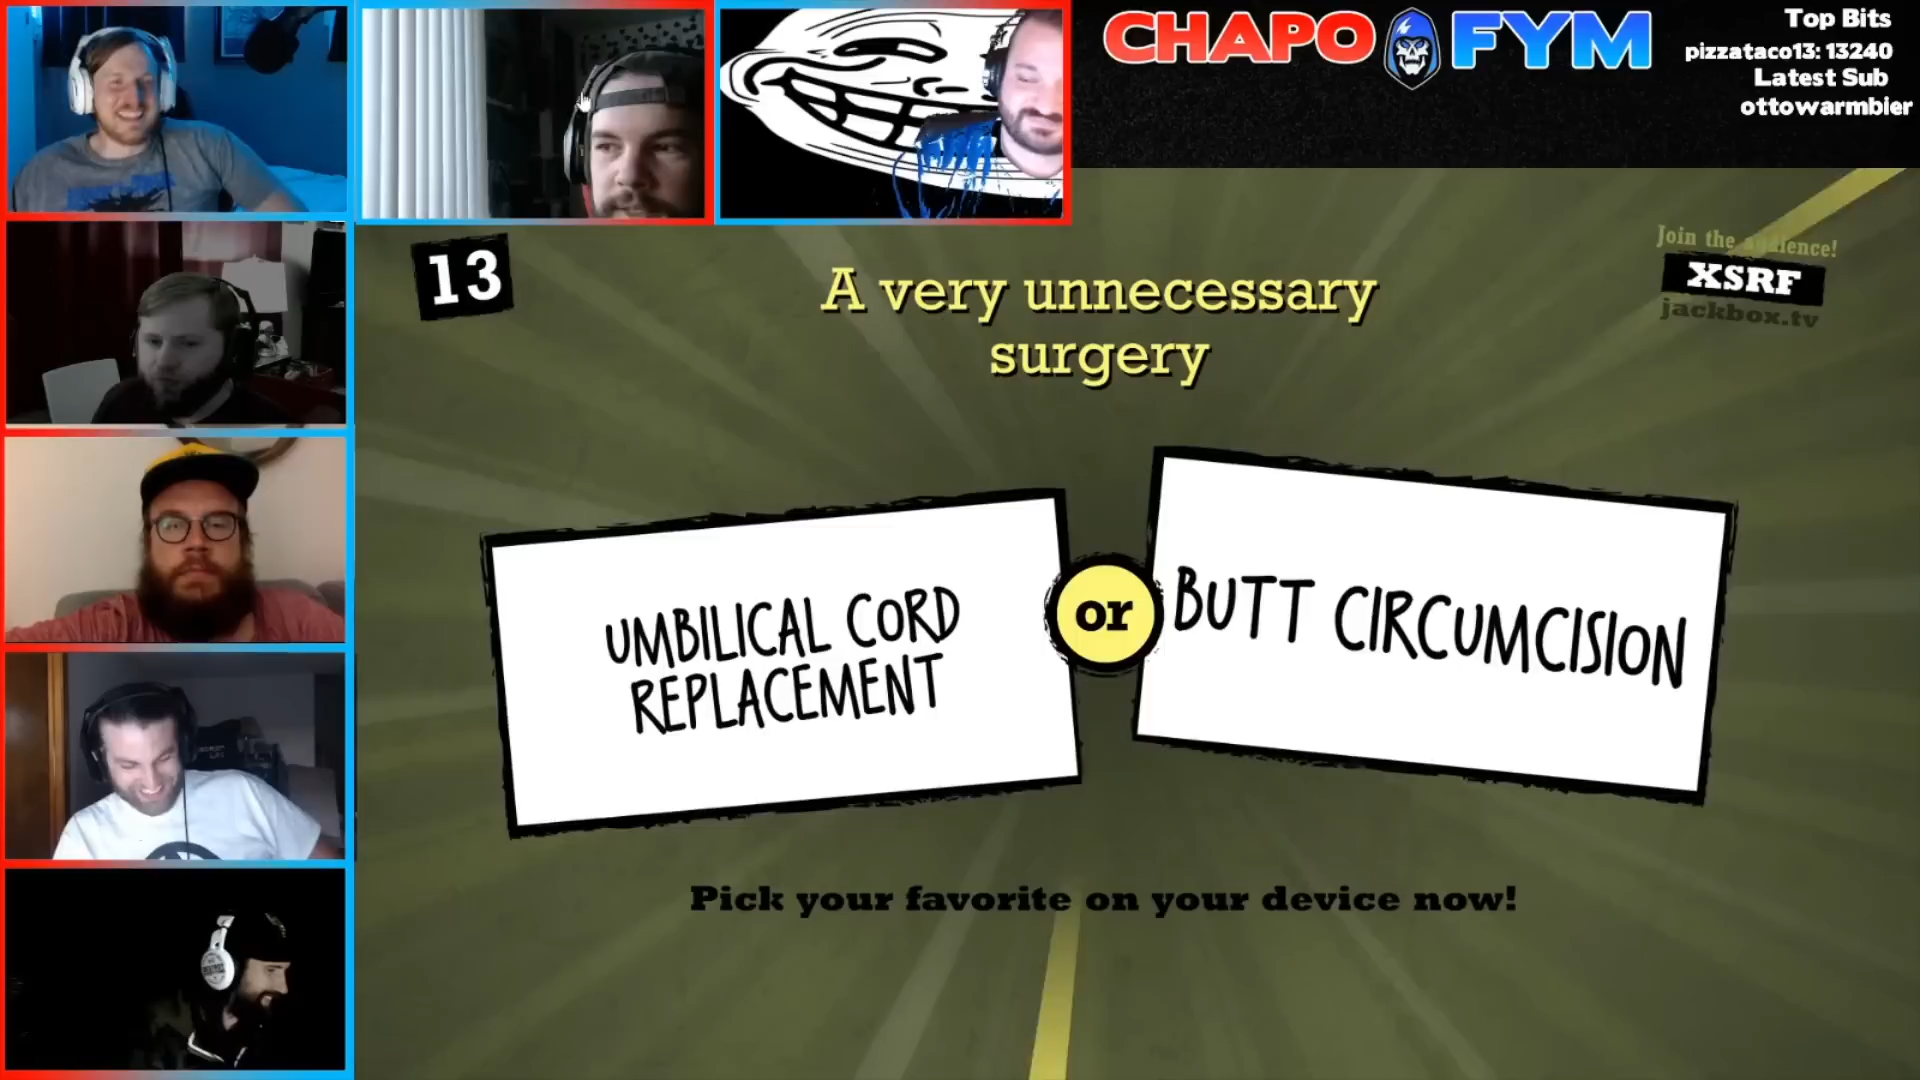 CHAPO FYM
Top Bits
pizzataco13: 13240
Latest Sub
ottowarmbier
13
A very unnecessary
surgery
Join the audience!
XSRF
jackbox.tv
UMBILICAL CORD
REPLACEMENT
or
BUTT CIRCUMCISION
Pick your favorite on your device now!